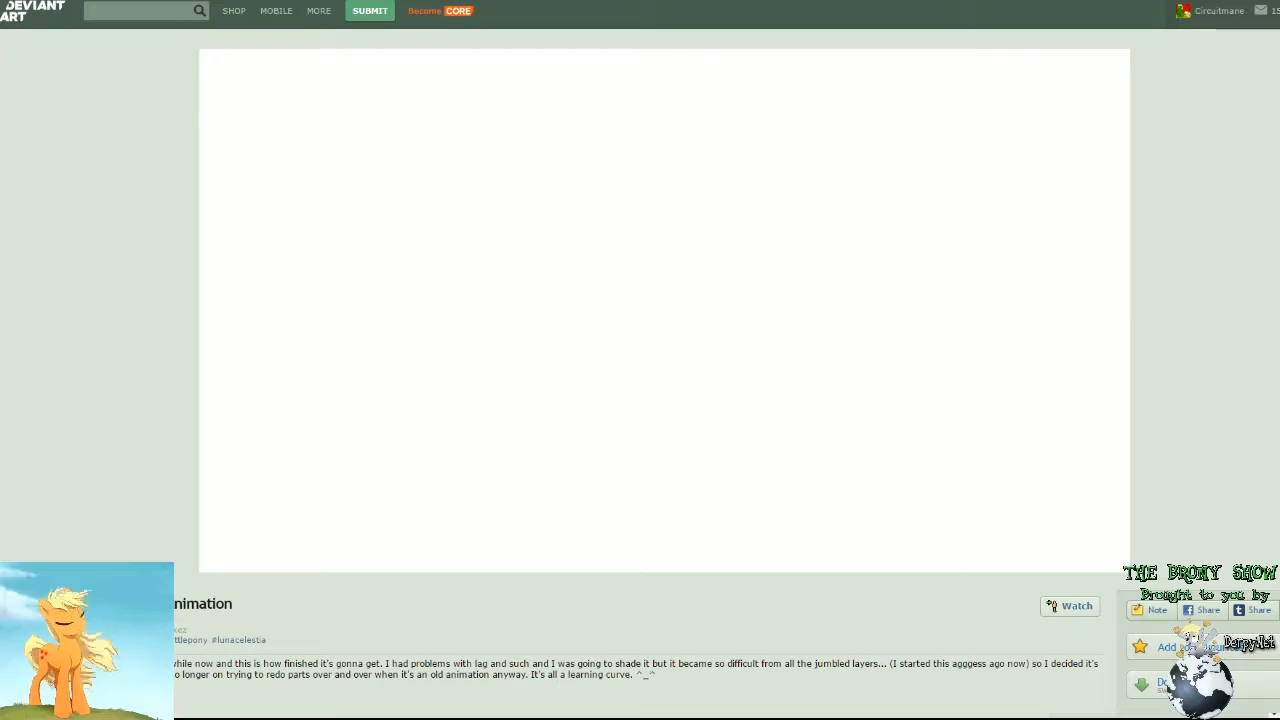 DEVIANT
ART
SHOP MOBILE MORE SUBMIT Become CORE Circuitmane 15
nimation
Watch
xez
ttlepony #lunacelestia
while now and this is how finished it's gonna get. I had problems with lag and such and I was going to shade it but it became so difficult from all the jumbled layers... (I started this agggess ago now) so I decided it's
o longer on trying to redo parts over and over when it's an old animation anyway. It's all a learning curve. ^_^
THE BRONY SHOW
Brought to you by
Note Share Share
Add to
Do